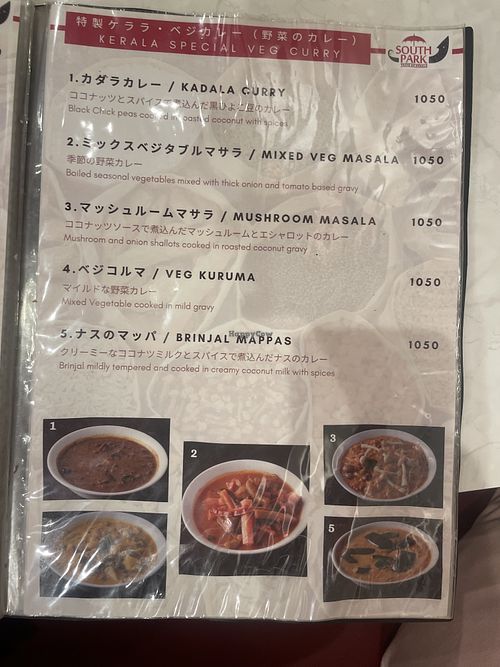 特製ケララ・ベジカレー（野菜のカレー）
KERALA SPECIAL VEG CURRY
SOUTH
PARK
1.カダラカレー / KADALA CURRY 1050
ココナッツとスパイスで煮込んだ黒ひよこ豆のカレー
Black Chick peas cooked in roasted coconut with spices
2.ミックスベジタブルマサラ / MIXED VEG MASALA 1050
季節の野菜カレー
Boiled seasonal vegetables mixed with thick onion and tomato based gravy
3.マッシュルームマサラ / MUSHROOM MASALA 1050
ココナッツソースで煮込んだマッシュルームとエシャロットのカレー
Mushroom and onion shallots cooked in roasted coconut gravy
4.ベジコルマ / VEG KURUMA 1050
マイルドな野菜カレー
Mixed Vegetable cooked in mild gravy
HappyCow
5.ナスのマッパ / BRINJAL MAPPAS 1050
クリーミーなココナツミルクとスパイスで煮込んだナスのカレー
Brinjal mildly tempered and cooked in creamy coconut milk with spices
1
2
3
5